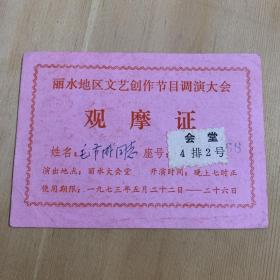 丽水地区文艺创作节目调演大会
观摩证
会堂
姓名：毛 同志 座号：4排2号
演出地点：丽水大会堂 开演时间：晚上七时正
使用期限：一九七三年五月二十二日——二十六日